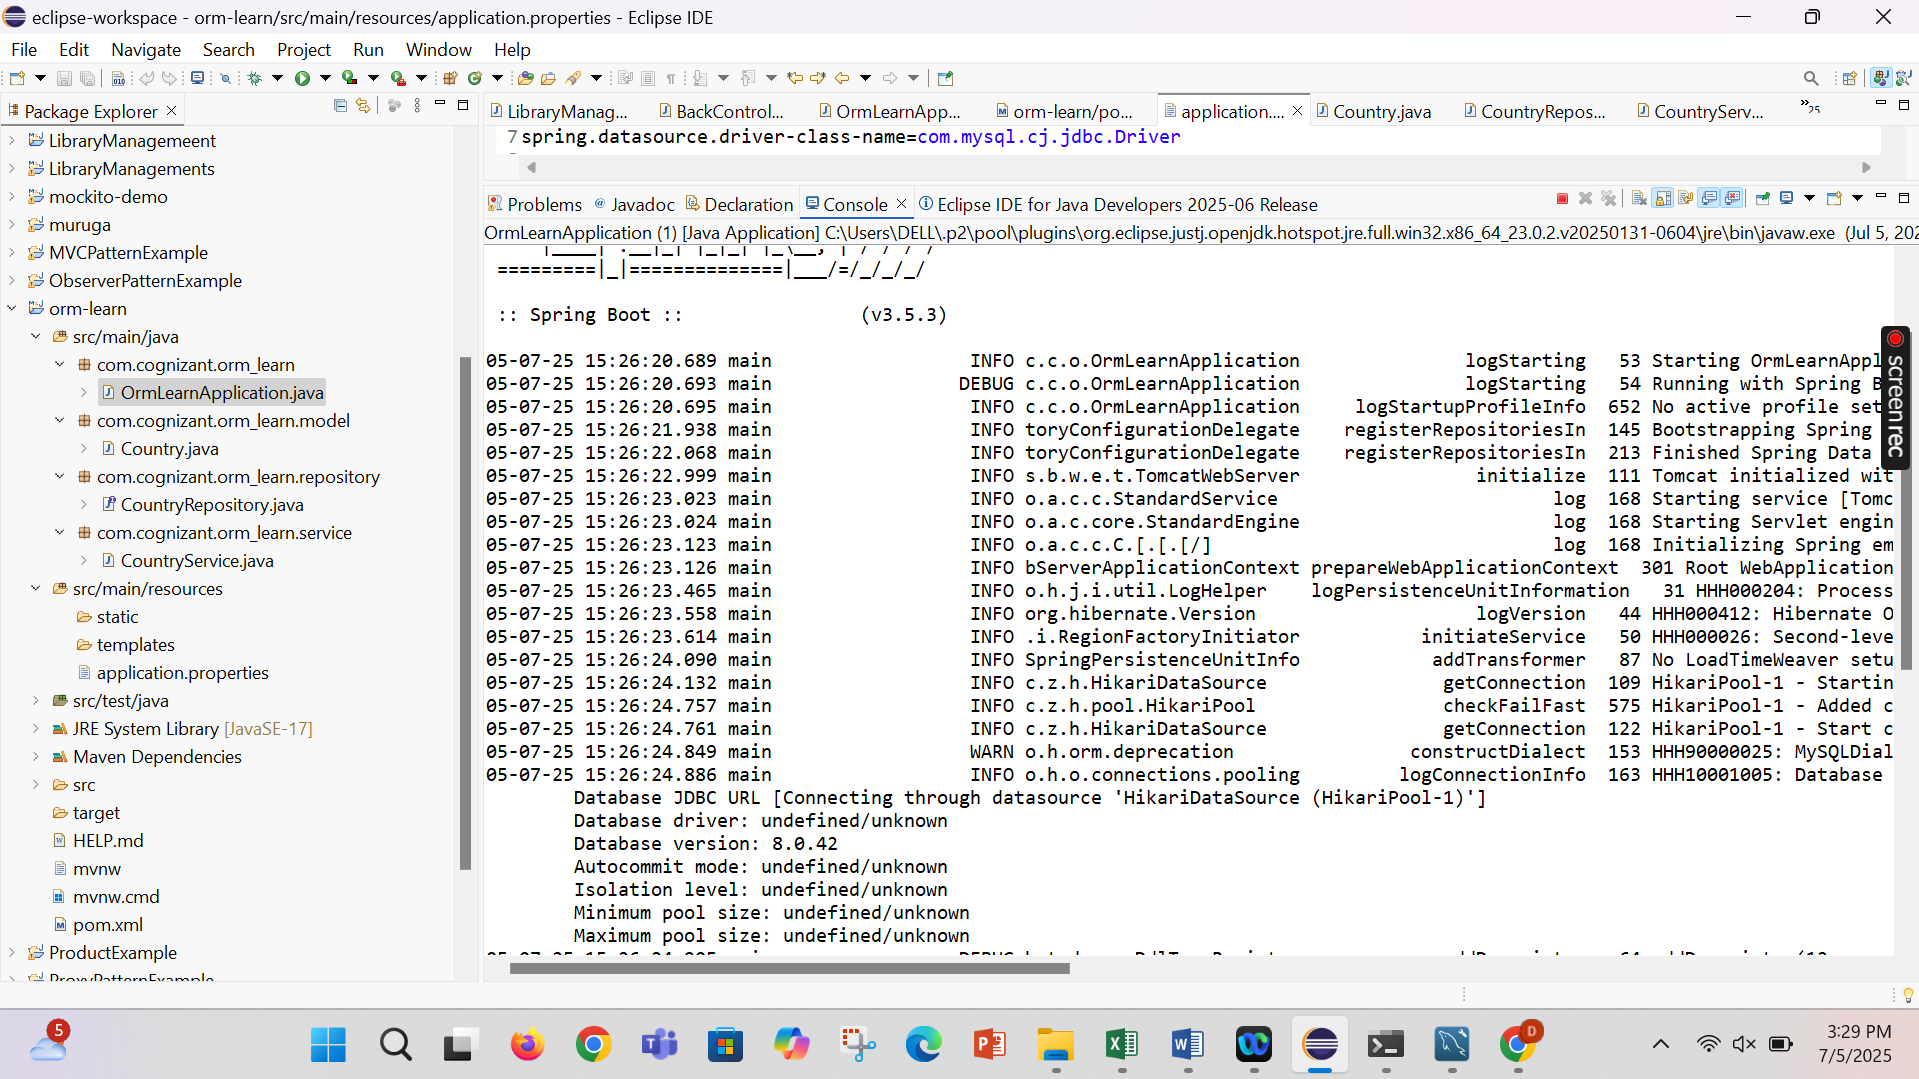 eclipse-workspace - orm-learn/src/main/resources/application.properties - Eclipse IDE
File Edit Navigate Search Project Run Window Help
Package Explorer
LibraryManagemeent
LibraryManagements
mockito-demo
muruga
MVCPatternExample
ObserverPatternExample
orm-learn
src/main/java
com.cognizant.orm_learn
OrmLearnApplication.java
com.cognizant.orm_learn.model
Country.java
com.cognizant.orm_learn.repository
CountryRepository.java
com.cognizant.orm_learn.service
CountryService.java
src/main/resources
static
templates
application.properties
src/test/java
JRE System Library [JavaSE-17]
Maven Dependencies
src
target
HELP.md
mvnw
mvnw.cmd
pom.xml
ProductExample
ProxyPatternExample
LibraryManag... BackControl... OrmLearnApp... orm-learn/po... application.... Country.java CountryRepos... CountryServ... 25
7 spring.datasource.driver-class-name=com.mysql.cj.jdbc.Driver
Problems @ Javadoc Declaration Console Eclipse IDE for Java Developers 2025-06 Release
OrmLearnApplication (1) [Java Application] C:\Users\DELL\.p2\pool\plugins\org.eclipse.justj.openjdk.hotspot.jre.full.win32.x86_64_23.0.2.v20250131-0604\jre\bin\javaw.exe (Jul 5, 202
=========|_|==============|___/=/_/_/_/
:: Spring Boot :: (v3.5.3)
05-07-25 15:26:20.689 main INFO c.c.o.OrmLearnApplication logStarting 53 Starting OrmLearnAppl
05-07-25 15:26:20.693 main DEBUG c.c.o.OrmLearnApplication logStarting 54 Running with Spring B
05-07-25 15:26:20.695 main INFO c.c.o.OrmLearnApplication logStartupProfileInfo 652 No active profile set
05-07-25 15:26:21.938 main INFO toryConfigurationDelegate registerRepositoriesIn 145 Bootstrapping Spring
05-07-25 15:26:22.068 main INFO toryConfigurationDelegate registerRepositoriesIn 213 Finished Spring Data
05-07-25 15:26:22.999 main INFO s.b.w.e.t.TomcatWebServer initialize 111 Tomcat initialized wit
05-07-25 15:26:23.023 main INFO o.a.c.c.StandardService log 168 Starting service [Tomc
05-07-25 15:26:23.024 main INFO o.a.c.core.StandardEngine log 168 Starting Servlet engin
05-07-25 15:26:23.123 main INFO o.a.c.c.C.[.[.[/] log 168 Initializing Spring em
05-07-25 15:26:23.126 main INFO bServerApplicationContext prepareWebApplicationContext 301 Root WebApplication
05-07-25 15:26:23.465 main INFO o.h.j.i.util.LogHelper logPersistenceUnitInformation 31 HHH000204: Process
05-07-25 15:26:23.558 main INFO org.hibernate.Version logVersion 44 HHH000412: Hibernate O
05-07-25 15:26:23.614 main INFO .i.RegionFactoryInitiator initiateService 50 HHH000026: Second-leve
05-07-25 15:26:24.090 main INFO SpringPersistenceUnitInfo addTransformer 87 No LoadTimeWeaver setu
05-07-25 15:26:24.132 main INFO c.z.h.HikariDataSource getConnection 109 HikariPool-1 - Startin
05-07-25 15:26:24.757 main INFO c.z.h.pool.HikariPool checkFailFast 575 HikariPool-1 - Added c
05-07-25 15:26:24.761 main INFO c.z.h.HikariDataSource getConnection 122 HikariPool-1 - Start c
05-07-25 15:26:24.849 main WARN o.h.orm.deprecation constructDialect 153 HHH90000025: MySQLDial
05-07-25 15:26:24.886 main INFO o.h.o.connections.pooling logConnectionInfo 163 HHH10001005: Database
Database JDBC URL [Connecting through datasource 'HikariDataSource (HikariPool-1)']
Database driver: undefined/unknown
Database version: 8.0.42
Autocommit mode: undefined/unknown
Isolation level: undefined/unknown
Minimum pool size: undefined/unknown
Maximum pool size: undefined/unknown
screenrec
5
D
3:29 PM
7/5/2025